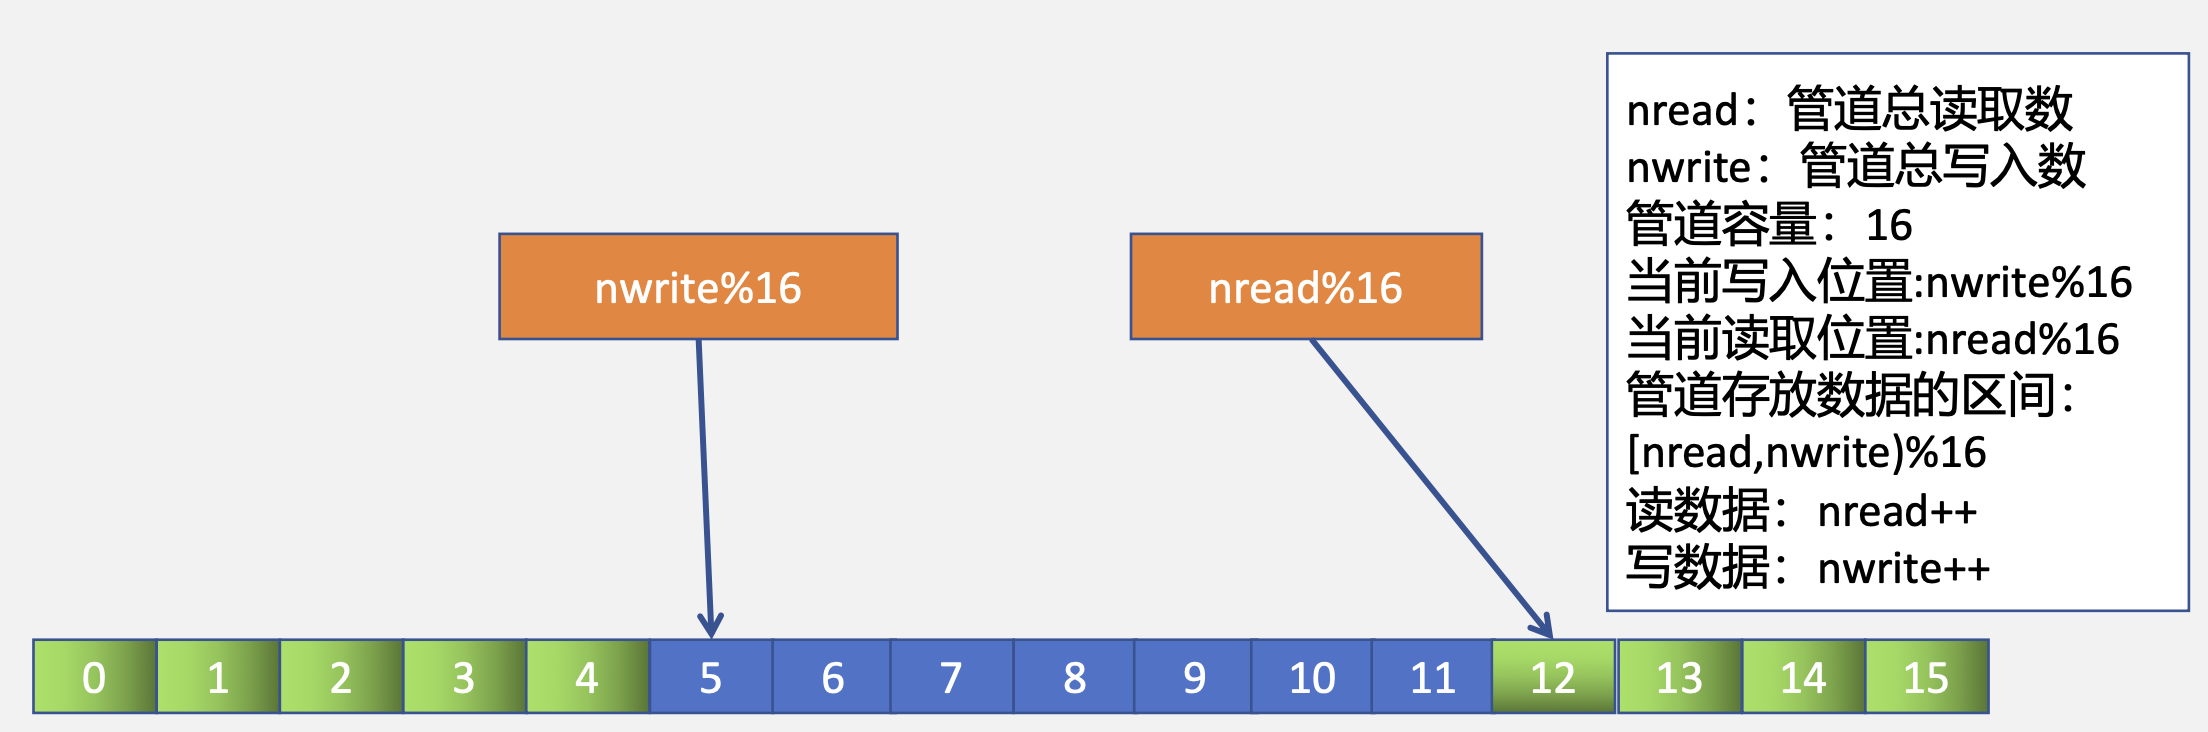 nread：管道总读取数
nwrite：管道总写入数
管道容量：16
当前写入位置:nwrite%16
当前读取位置:nread%16
管道存放数据的区间：
[nread,nwrite)%16
读数据：nread++
写数据：nwrite++
nwrite%16
nread%16
0 1 2 3 4 5 6 7 8 9 10 11 12 13 14 15